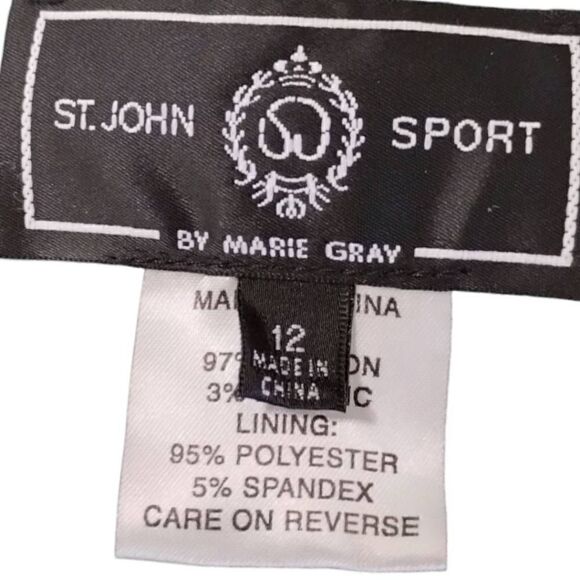 ST. JOHN SPORT
BY MARIE GRAY
12
MADE IN
CHINA
97%
3%
LINING:
95% POLYESTER
5% SPANDEX
CARE ON REVERSE